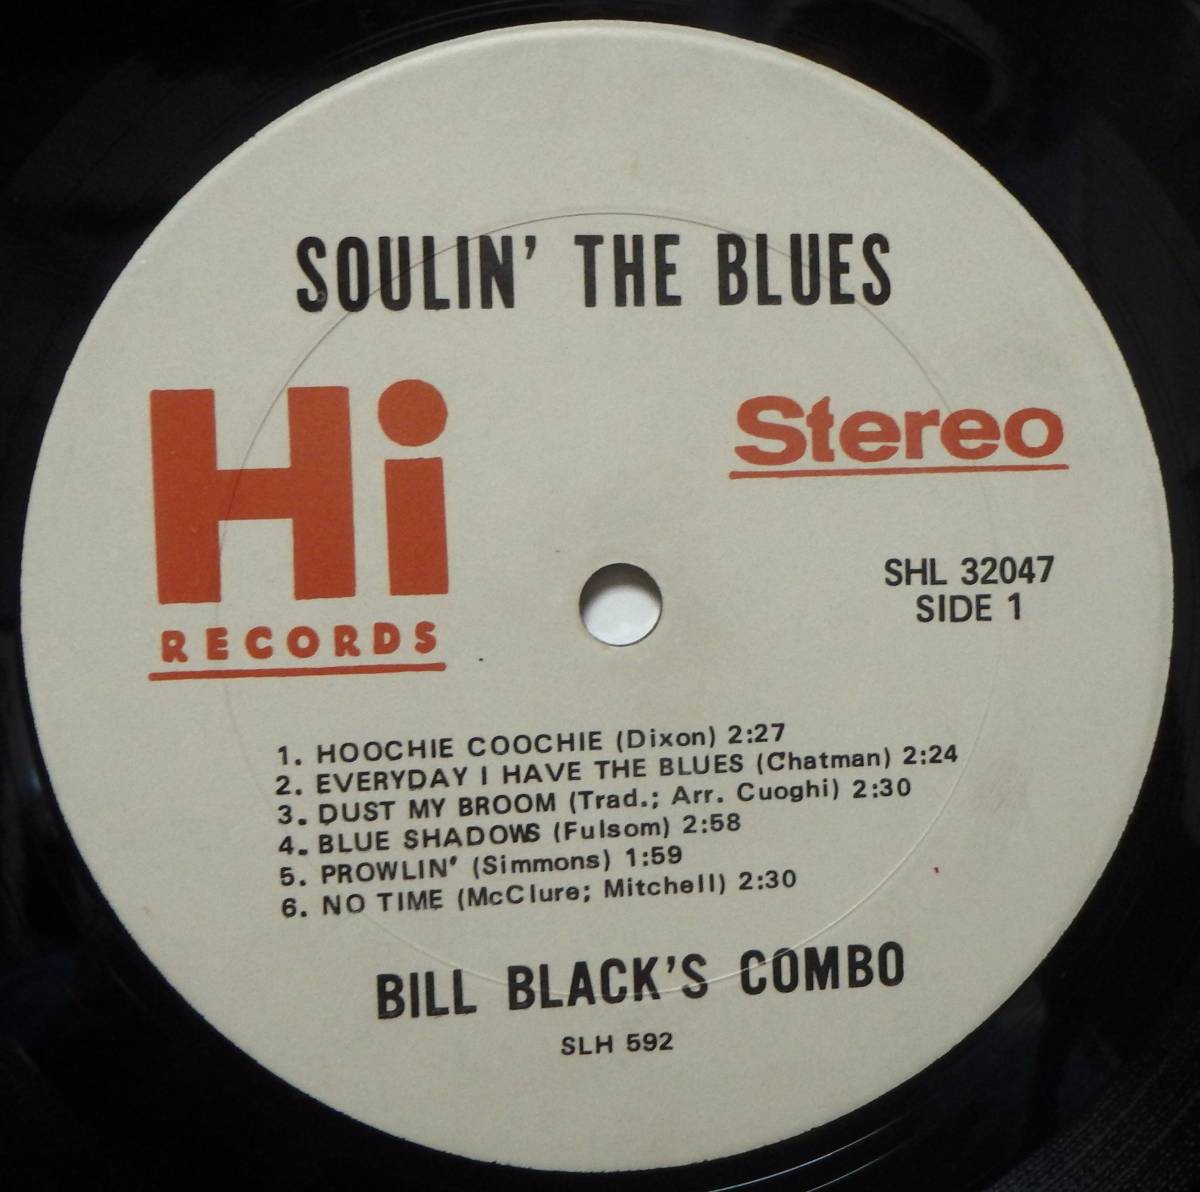 SOULIN' THE BLUES
Hi
RECORDS
Stereo
SHL 32047
SIDE 1
1. HOOCHIE COOCHIE (Dixon) 2:27
2. EVERYDAY I HAVE THE BLUES (Chatman) 2:24
3. DUST MY BROOM (Trad.; Arr. Cuoghi) 2:30
4. BLUE SHADOWS (Fulsom) 2:58
5. PROWLIN' (Simmons) 1:59
6. NO TIME (McClure; Mitchell) 2:30
BILL BLACK'S COMBO
SLH 592